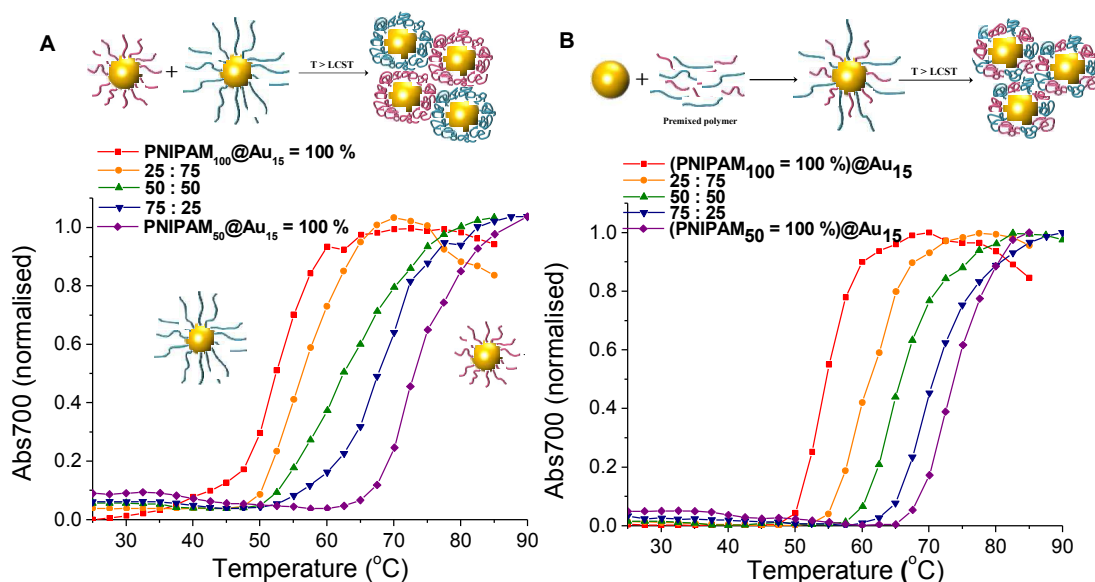 A
+
T > LCST
PNIPAM100@Au15 = 100 %
25 : 75
50 : 50
75 : 25
PNIPAM50@Au15 = 100%
Abs700 (normalised)
1.0
0.8
0.6
0.4
0.2
0.0
30 40 50 60 70 80 90
Temperature (oC)
B
+
Premixed polymer
T > LCST
(PNIPAM100 = 100 %)@Au15
25 : 75
50 : 50
75 : 25
(PNIPAM50 = 100%)@Au15
Abs700 (normalised)
1.0
0.8
0.6
0.4
0.2
0.0
30 40 50 60 70 80 90
Temperature (oC)